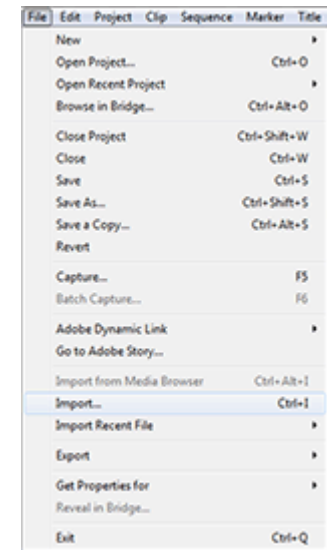 File Edit Project Clip Sequence Marker Title
New
Open Project... Ctrl+O
Open Recent Project
Browse in Bridge... Ctrl+Alt+O
Close Project Ctrl+Shift+W
Close Ctrl+W
Save Ctrl+S
Save As... Ctrl+Shift+S
Save a Copy... Ctrl+Alt+S
Revert
Capture... F5
Batch Capture... F6
Adobe Dynamic Link
Go to Adobe Story...
Import from Media Browser Ctrl+Alt+I
Import... Ctrl+I
Import Recent File
Export
Get Properties for
Reveal in Bridge...
Exit Ctrl+Q